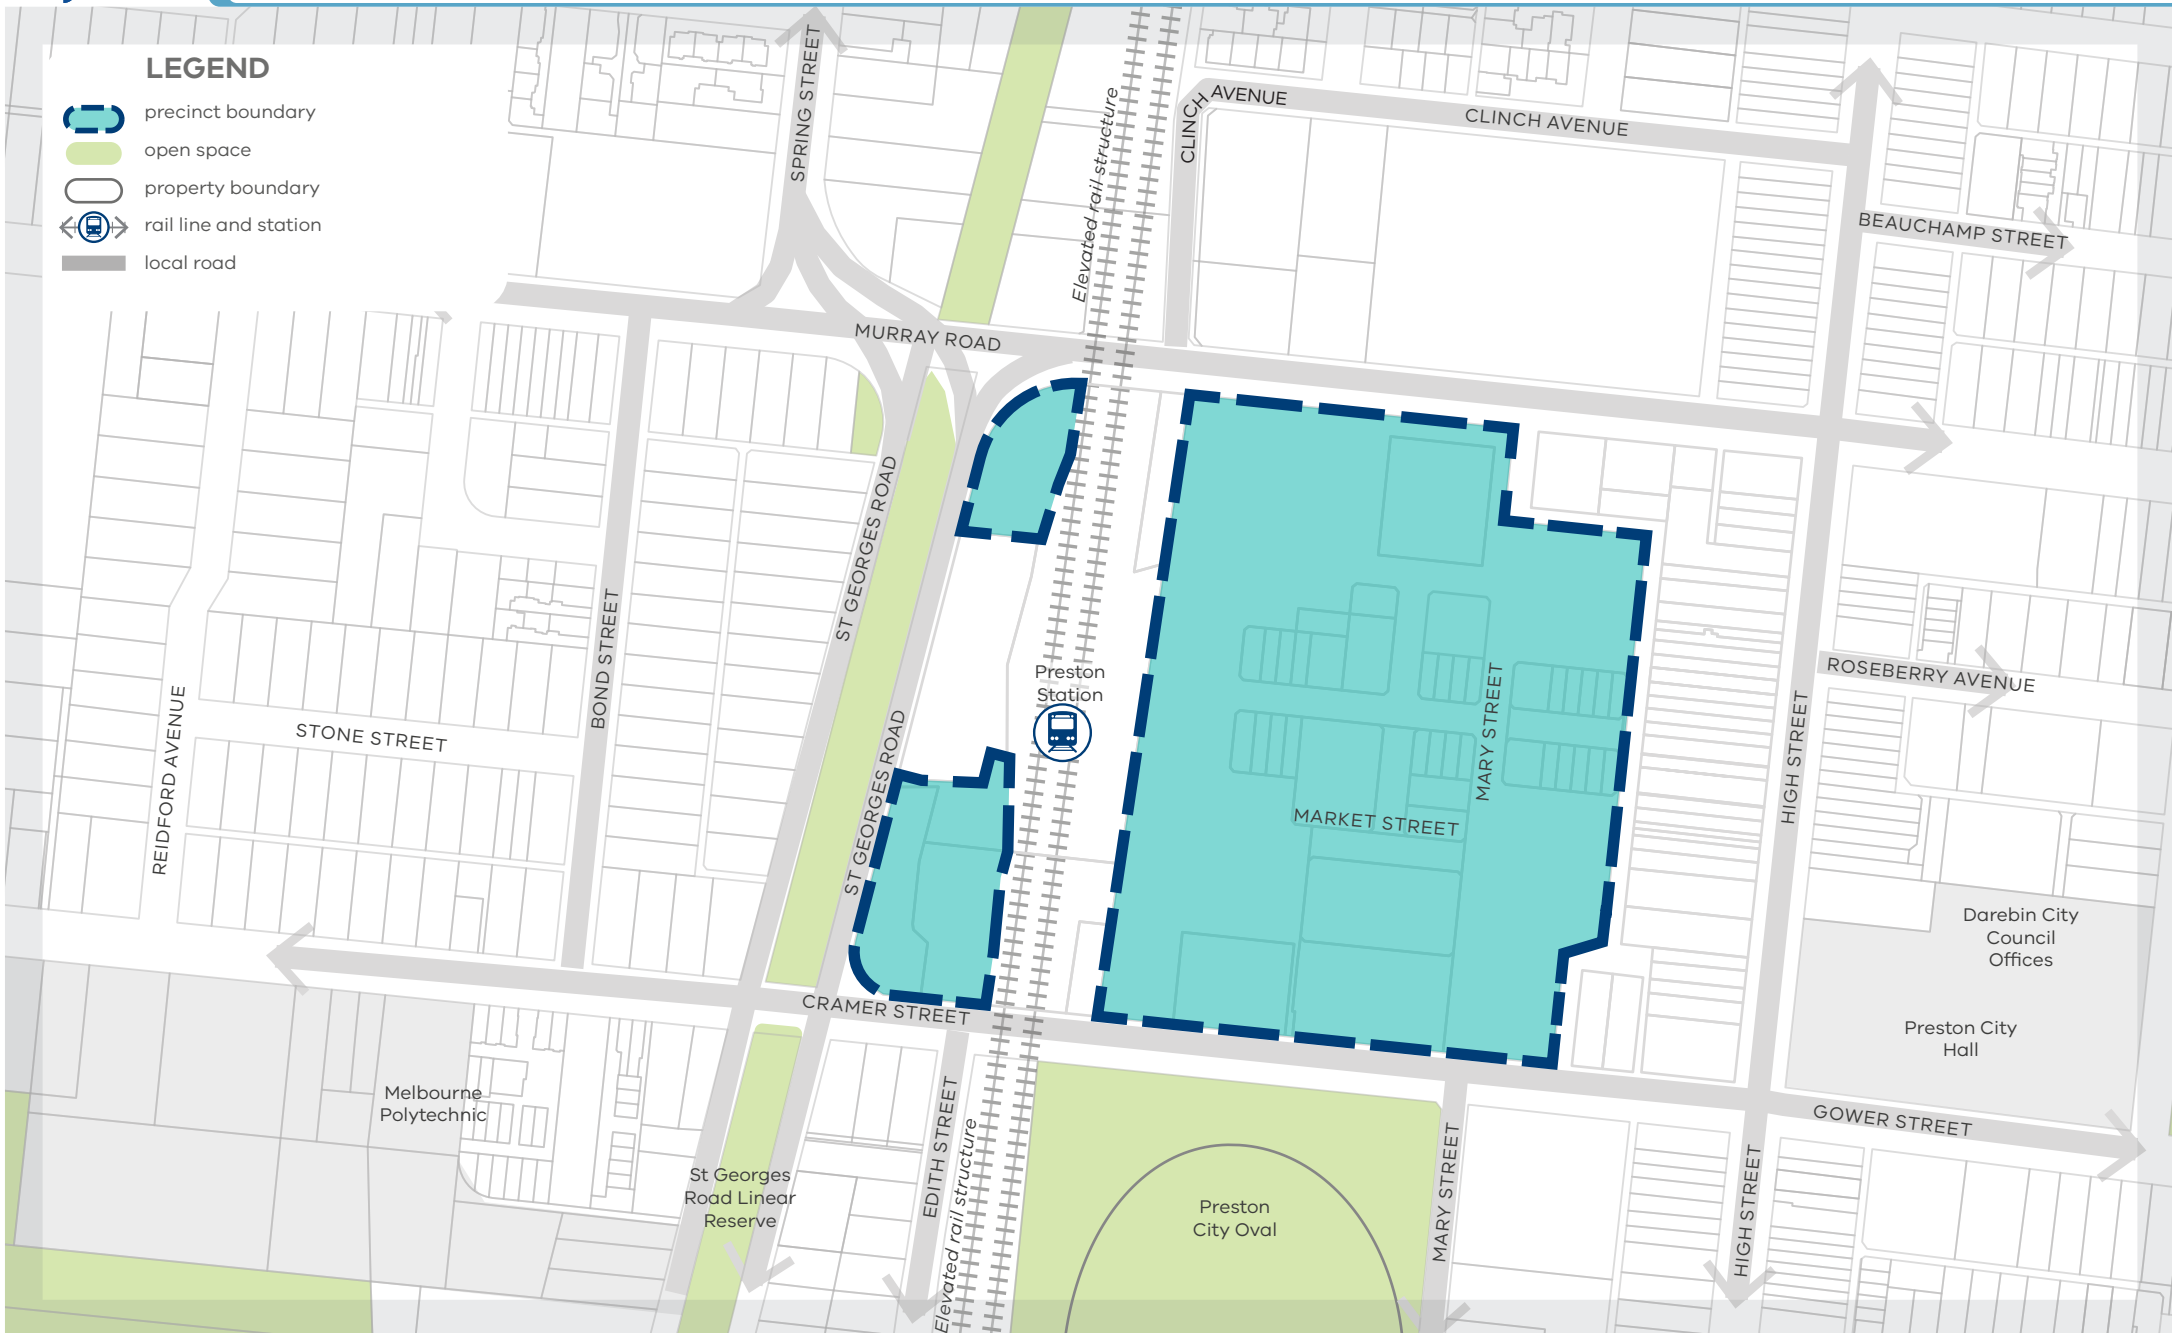 LEGEND
precinct boundary
open space
property boundary
rail line and station
local road
SPRING STREET
Elevated rail structure
CLINCH AVENUE
CLINCH AVENUE
BEAUCHAMP STREET
MURRAY ROAD
ST GEORGES ROAD
BOND STREET
Preston
Station
MARY STREET
ROSEBERRY AVENUE
REIDFORD AVENUE
STONE STREET
ST GEORGES ROAD
HIGH STREET
MARKET STREET
Darebin City
Council
Offices
CRAMER STREET
Preston City
Hall
Melbourne
Polytechnic
GOWER STREET
EDITH STREET
Elevated rail structure
St Georges
Road Linear
Reserve
Preston
City Oval
MARY STREET
HIGH STREET